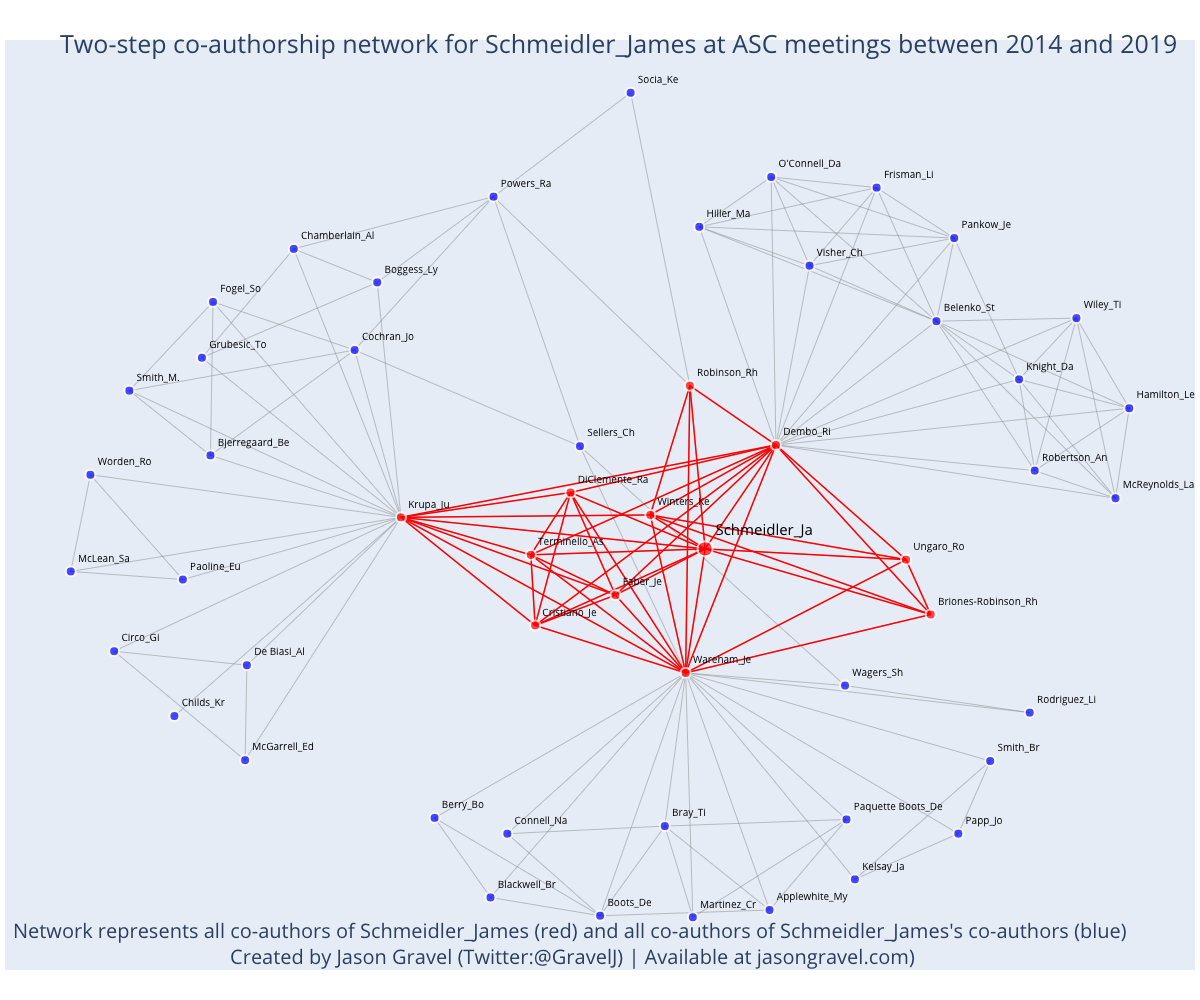 Two-step co-authorship network for Schmeidler_James at ASC meetings between 2014 and 2019
Socia_Ke
O'Connell_Da
Frisman_Li
Powers_Ra
Hiller_Ma
Pankow_Je
Chamberlain_Al
Visher_Ch
Boggess_Ly
Fogel_So
Belenko_St
Wiley_Ti
Grubesic_To
Cochran_Jo
Smith_M.
Robinson_Rh
Knight_Da
Hamilton_Le
Dembo_Ri
Sellers_Ch
Bjerregaard_Be
Worden_Ro
Robertson_An
McReynolds_La
DiClemente_Ra
Krupa_Ju
Winters_Ke
Schmeidler_Ja
Terminello_As
Ungaro_Ro
McLean_Sa
Paoline_Eu
Faber_Je
Briones-Robinson_Rh
Cristiano_Je
Circo_Gi
De Biasi_Al
Wareham_Je
Wagers_Sh
Childs_Kr
Rodriguez_Li
McGarrell_Ed
Smith_Br
Berry_Bo
Connell_Na
Bray_Ti
Paquette Boots_De
Papp_Jo
Kelsay_Ja
Blackwell_Br
Boots_De
Martinez_Cr
Applewhite_My
Network represents all co-authors of Schmeidler_James (red) and all co-authors of Schmeidler_James's co-authors (blue)
Created by Jason Gravel (Twitter:@GravelJ) | Available at jasongravel.com)